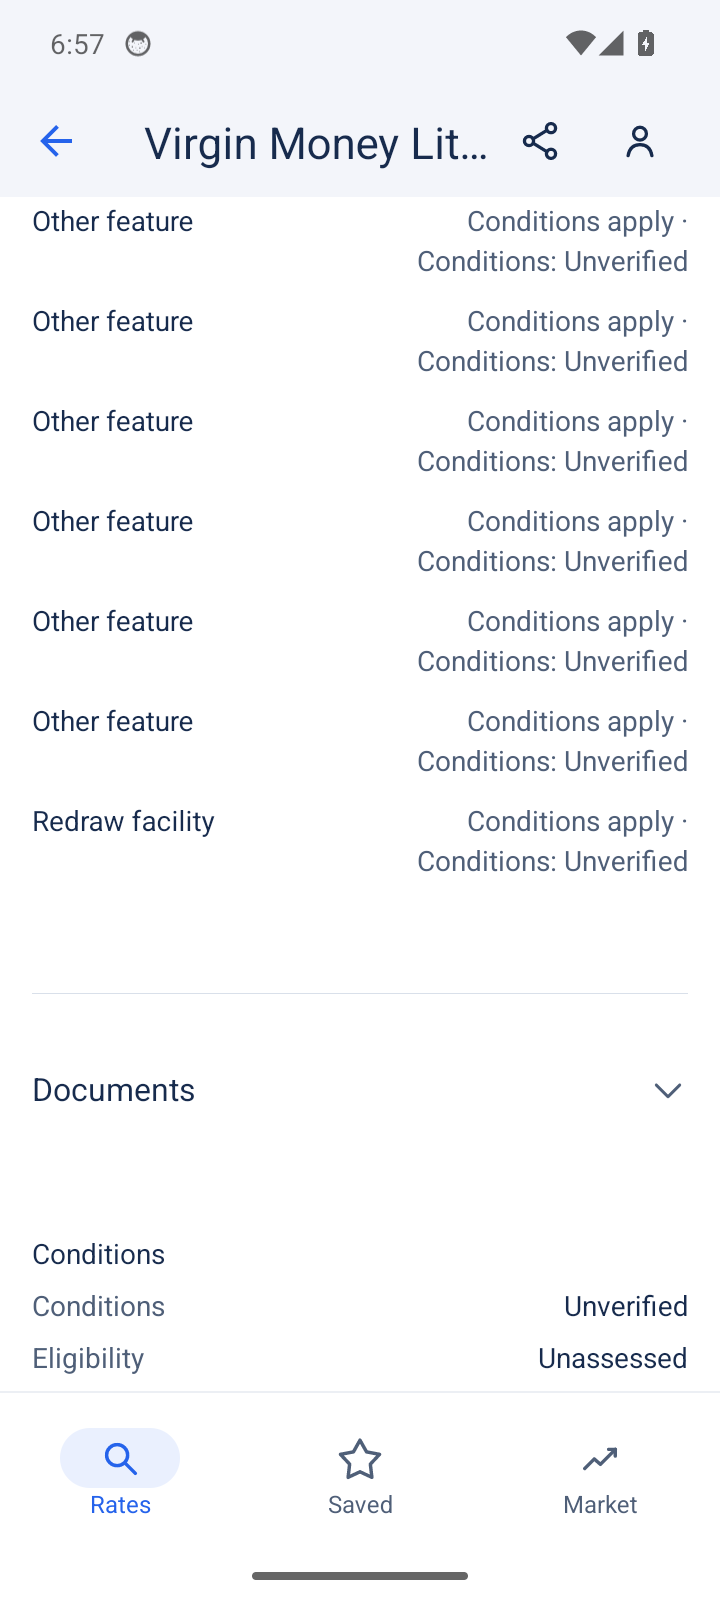 6:57
Virgin Money Lit...
Other feature
Conditions apply ·
Conditions: Unverified
Other feature
Conditions apply ·
Conditions: Unverified
Other feature
Conditions apply ·
Conditions: Unverified
Other feature
Conditions apply ·
Conditions: Unverified
Other feature
Conditions apply ·
Conditions: Unverified
Other feature
Conditions apply ·
Conditions: Unverified
Redraw facility
Conditions apply ·
Conditions: Unverified
Documents
Conditions
Conditions Unverified
Eligibility Unassessed
Rates Saved Market